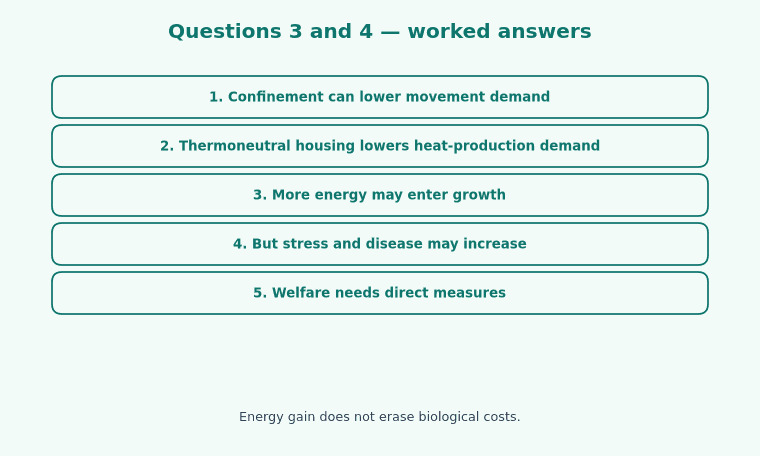 Questions 3 and 4 — worked answers
1. Confinement can lower movement demand
2. Thermoneutral housing lowers heat-production demand
3. More energy may enter growth
4. But stress and disease may increase
5. Welfare needs direct measures
Energy gain does not erase biological costs.